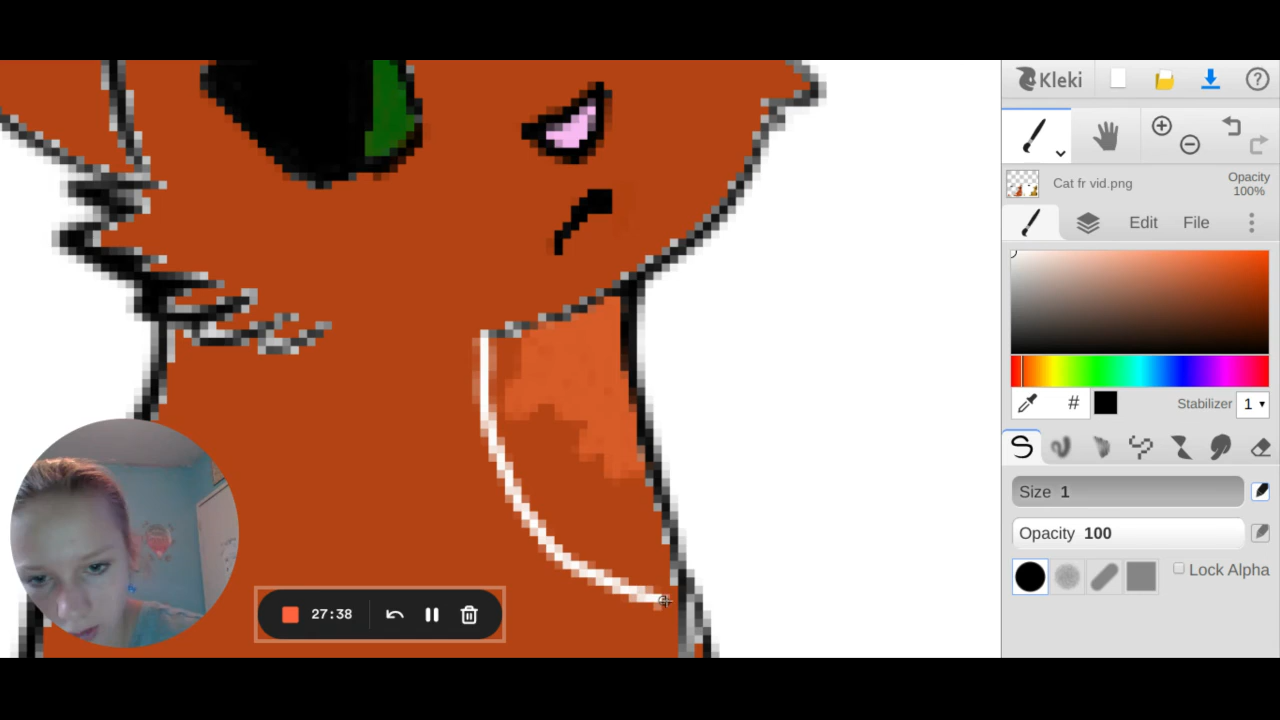 Kleki
?
Cat fr vid.png
Opacity
100%
Edit
File
#
Stabilizer 1
Size 1
Opacity 100
Lock Alpha
27:38